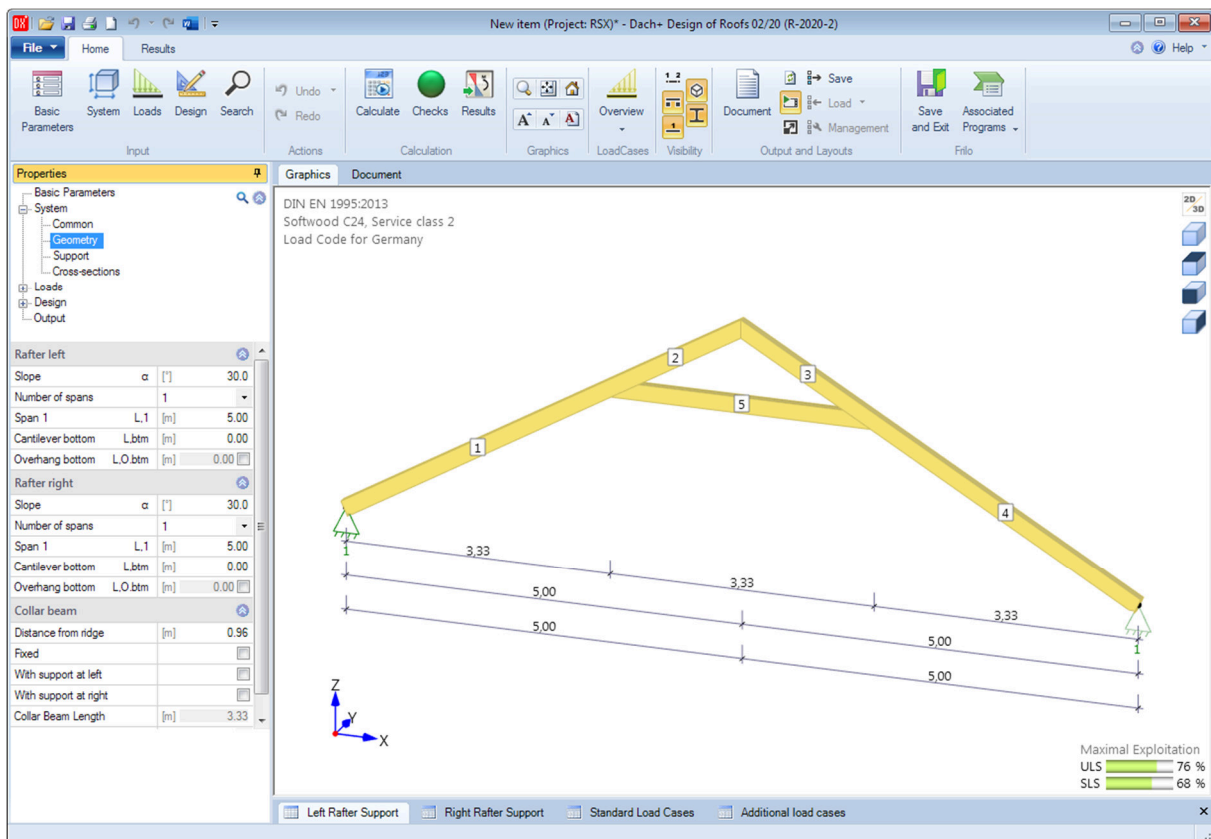 New item (Project: RSX)* - Dach+ Design of Roofs 02/20 (R-2020-2)
File Home Results Help
Basic Parameters
System
Loads
Design
Search
Input
Undo
Redo
Actions
Calculate
Checks
Results
Calculation
Graphics
Overview
LoadCases
Visibility
Document
Save
Load
Management
Output and Layouts
Save and Exit
Associated Programs
Frilo
Properties
Basic Parameters
System
Common
Geometry
Support
Cross-sections
Loads
Design
Output
Rafter left
Slope α [°] 30.0
Number of spans 1
Span 1 L,1 [m] 5.00
Cantilever bottom L,btm [m] 0.00
Overhang bottom L,O.btm [m] 0.00
Rafter right
Slope α [°] 30.0
Number of spans 1
Span 1 L,1 [m] 5.00
Cantilever bottom L,btm [m] 0.00
Overhang bottom L,O.btm [m] 0.00
Collar beam
Distance from ridge [m] 0.96
Fixed
With support at left
With support at right
Collar Beam Length [m] 3.33
Graphics Document
DIN EN 1995:2013
Softwood C24, Service class 2
Load Code for Germany
2D/3D
2
3
5
1
4
1
3,33
3,33
3,33
1
5,00
5,00
5,00
5,00
Z
Y
X
Maximal Exploitation
ULS 76 %
SLS 68 %
Left Rafter Support Right Rafter Support Standard Load Cases Additional load cases